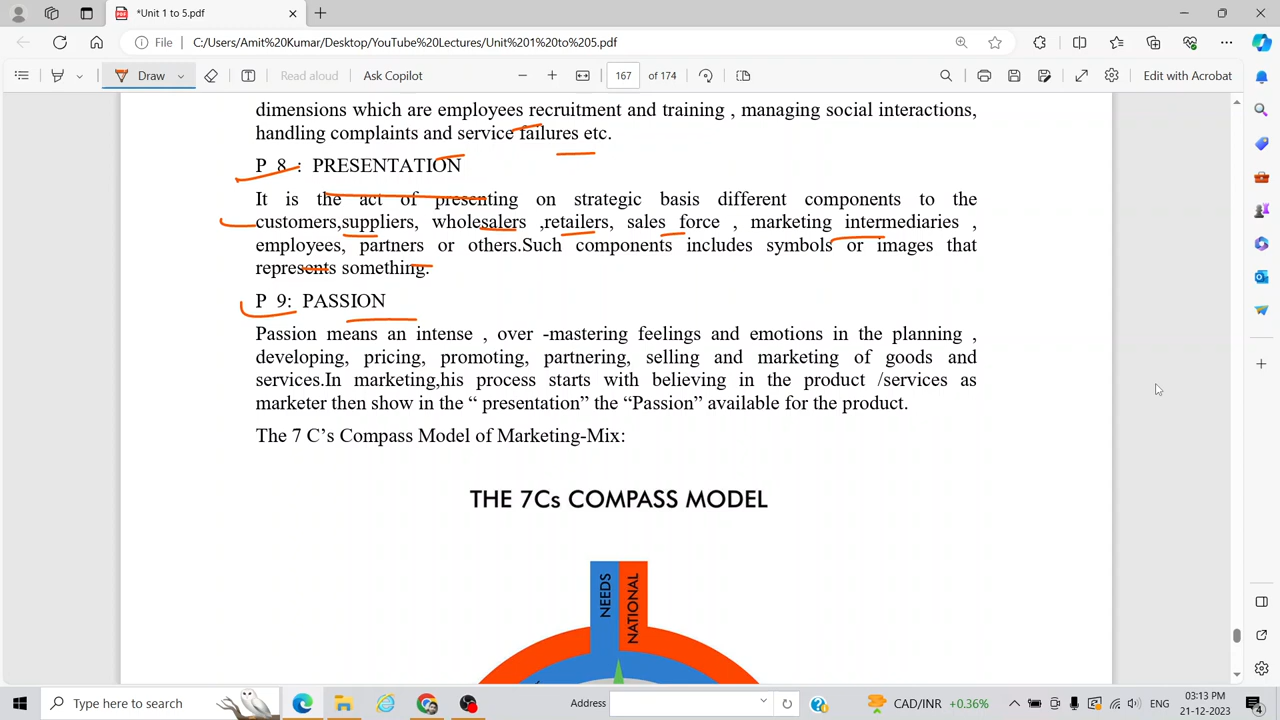 *Unit 1 to 5.pdf
File C:/Users/Amit%20Kumar/Desktop/YouTube%20Lectures/Unit%201%20to%205.pdf
Draw Read aloud Ask Copilot 167 of 174 Edit with Acrobat
dimensions which are employees recruitment and training , managing social interactions,
handling complaints and service failures etc.
P 8 : PRESENTATION
It is the act of presenting on strategic basis different components to the
customers,suppliers, wholesalers ,retailers, sales force , marketing intermediaries ,
employees, partners or others.Such components includes symbols or images that
represents something.
P 9: PASSION
Passion means an intense , over -mastering feelings and emotions in the planning ,
developing, pricing, promoting, partnering, selling and marketing of goods and
services.In marketing,his process starts with believing in the product /services as
marketer then show in the “ presentation” the “Passion” available for the product.
The 7 C’s Compass Model of Marketing-Mix:
THE 7Cs COMPASS MODEL
NEEDS
NATIONAL
Type here to search Address CAD/INR +0.36% ENG 03:13 PM
21-12-2023 4